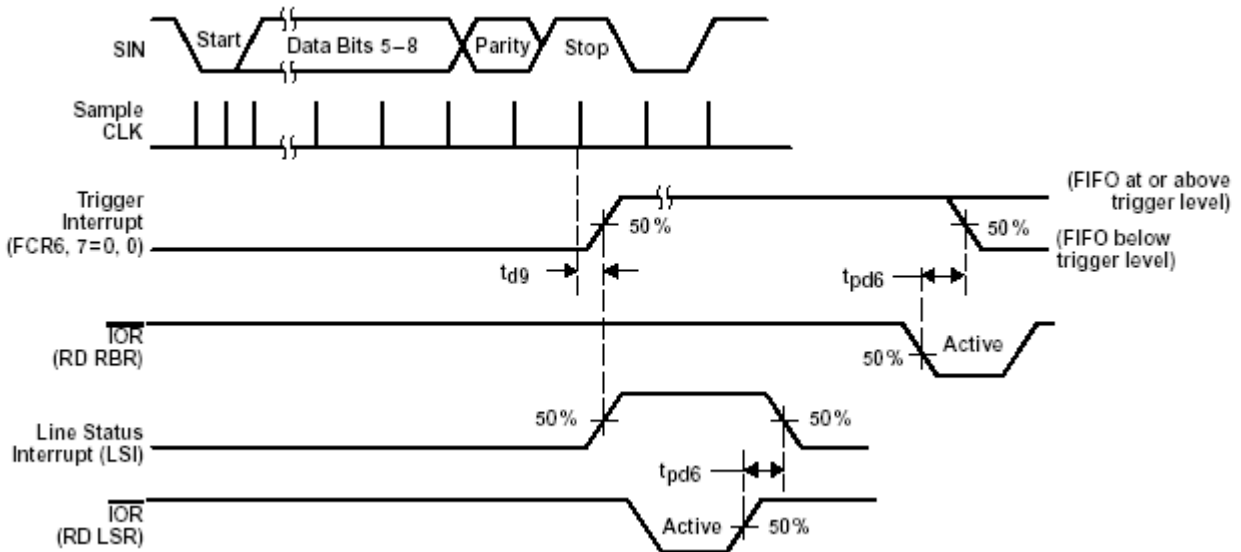 SIN
Start
Data Bits 5–8
Parity
Stop
Sample
CLK
Trigger
Interrupt
(FCR6, 7=0, 0)
50%
50%
(FIFO at or above
trigger level)
(FIFO below
trigger level)
td9
tpd6
IOR
(RD RBR)
50%
Active
Line Status
Interrupt (LSI)
50%
50%
tpd6
IOR
(RD LSR)
Active
50%